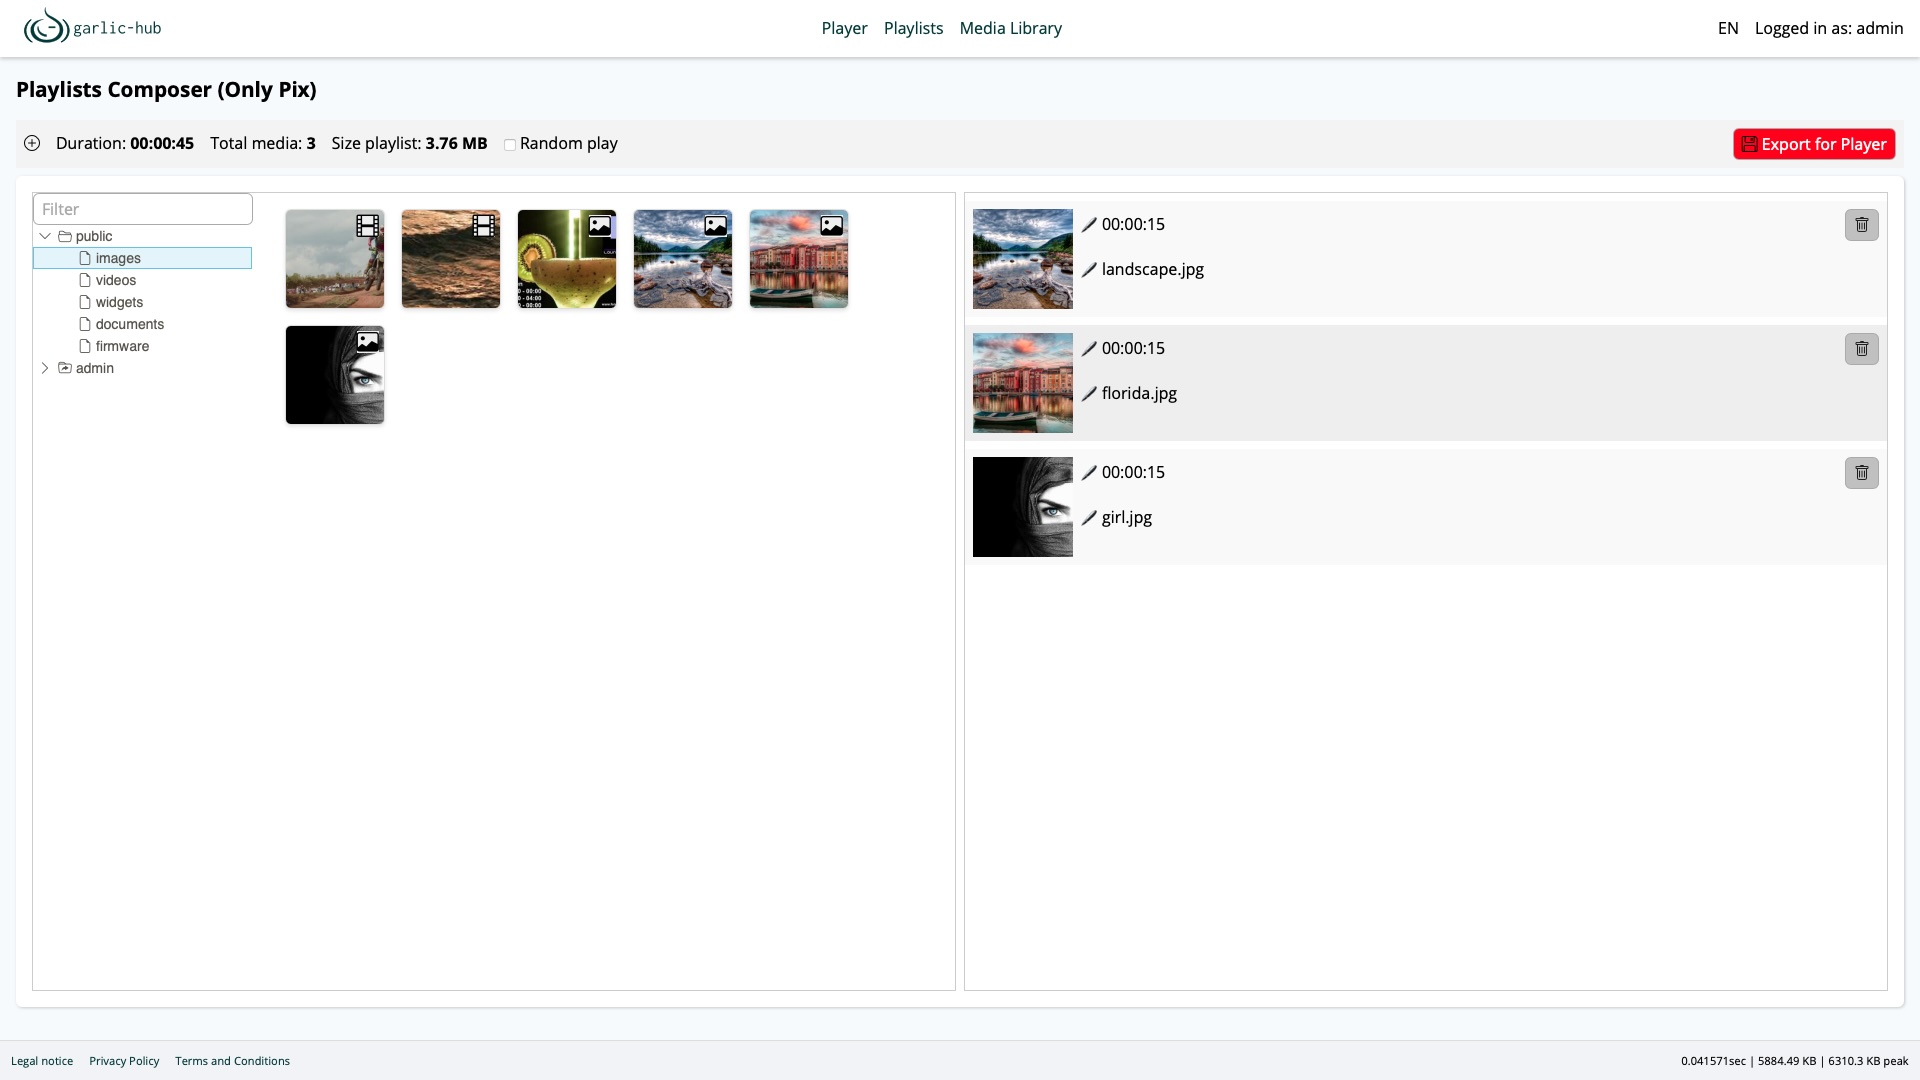 garlic-hub
Player Playlists Media Library
EN Logged in as: admin
Playlists Composer (Only Pix)
Duration: 00:00:45 Total media: 3 Size playlist: 3.76 MB Random play
Export for Player
Filter
public
images
videos
widgets
documents
firmware
admin
00:00:15
landscape.jpg
00:00:15
florida.jpg
00:00:15
girl.jpg
Legal notice Privacy Policy Terms and Conditions
0.041571sec | 5884.49 KB | 6310.3 KB peak